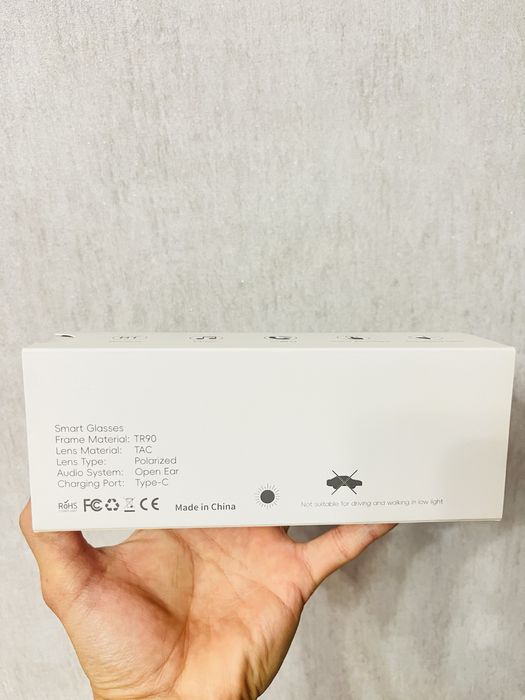 Smart Glasses
Frame Material: TR90
Lens Material: TAC
Lens Type: Polarized
Audio System: Open Ear
Charging Port: Type-C
RoHS FC CE Made in China
Not suitable for driving and walking in low light